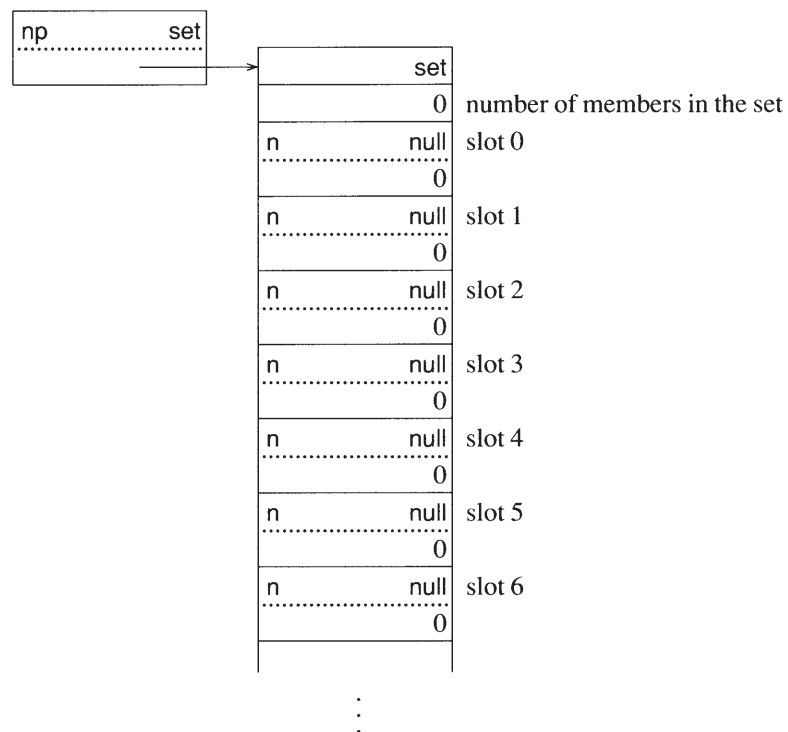 np set
set
0 number of members in the set
n null slot 0
0
n null slot 1
0
n null slot 2
0
n null slot 3
0
n null slot 4
0
n null slot 5
0
n null slot 6
0